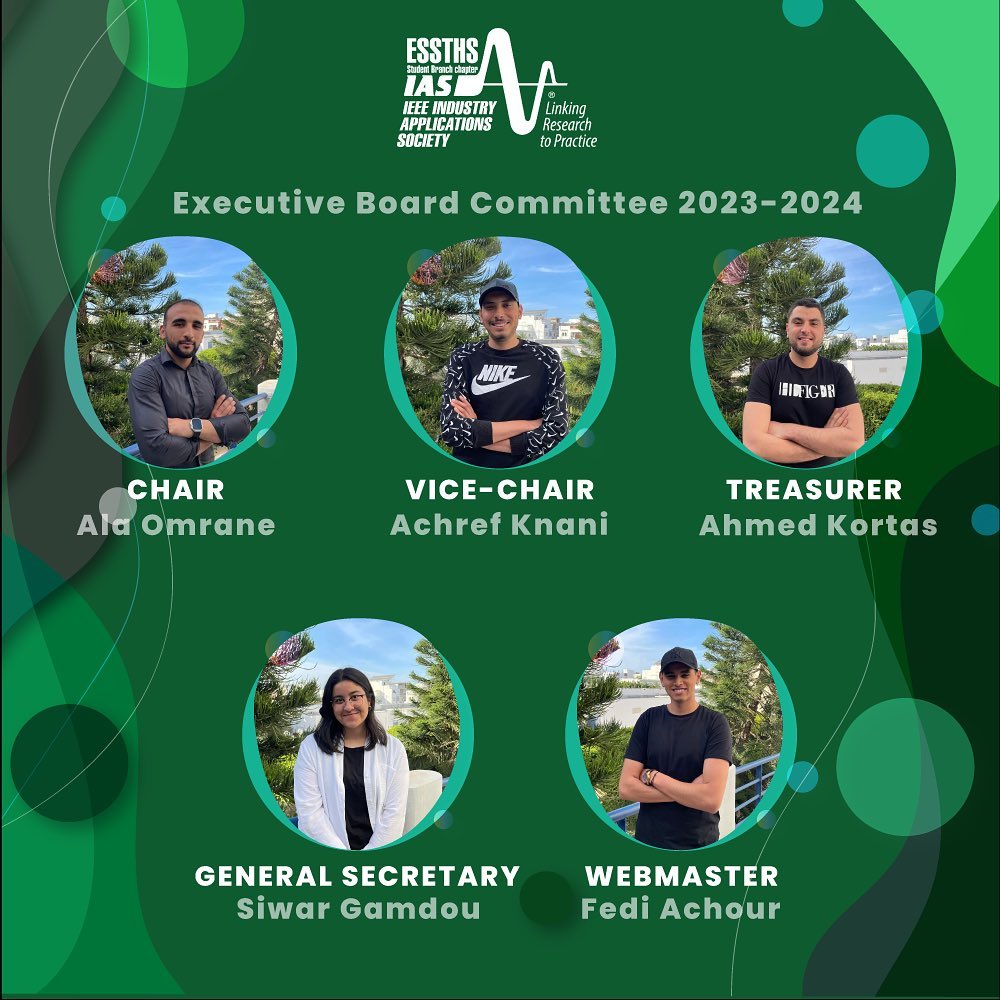 ESSTHS
Student Branch chapter
IAS
IEEE INDUSTRY
APPLICATIONS
SOCIETY
®
Linking
Research
to Practice
Executive Board Committee 2023-2024
NIKE
CHAIR
Ala Omrane
VICE-CHAIR
Achref Knani
TREASURER
Ahmed Kortas
GENERAL SECRETARY
Siwar Gamdou
WEBMASTER
Fedi Achour